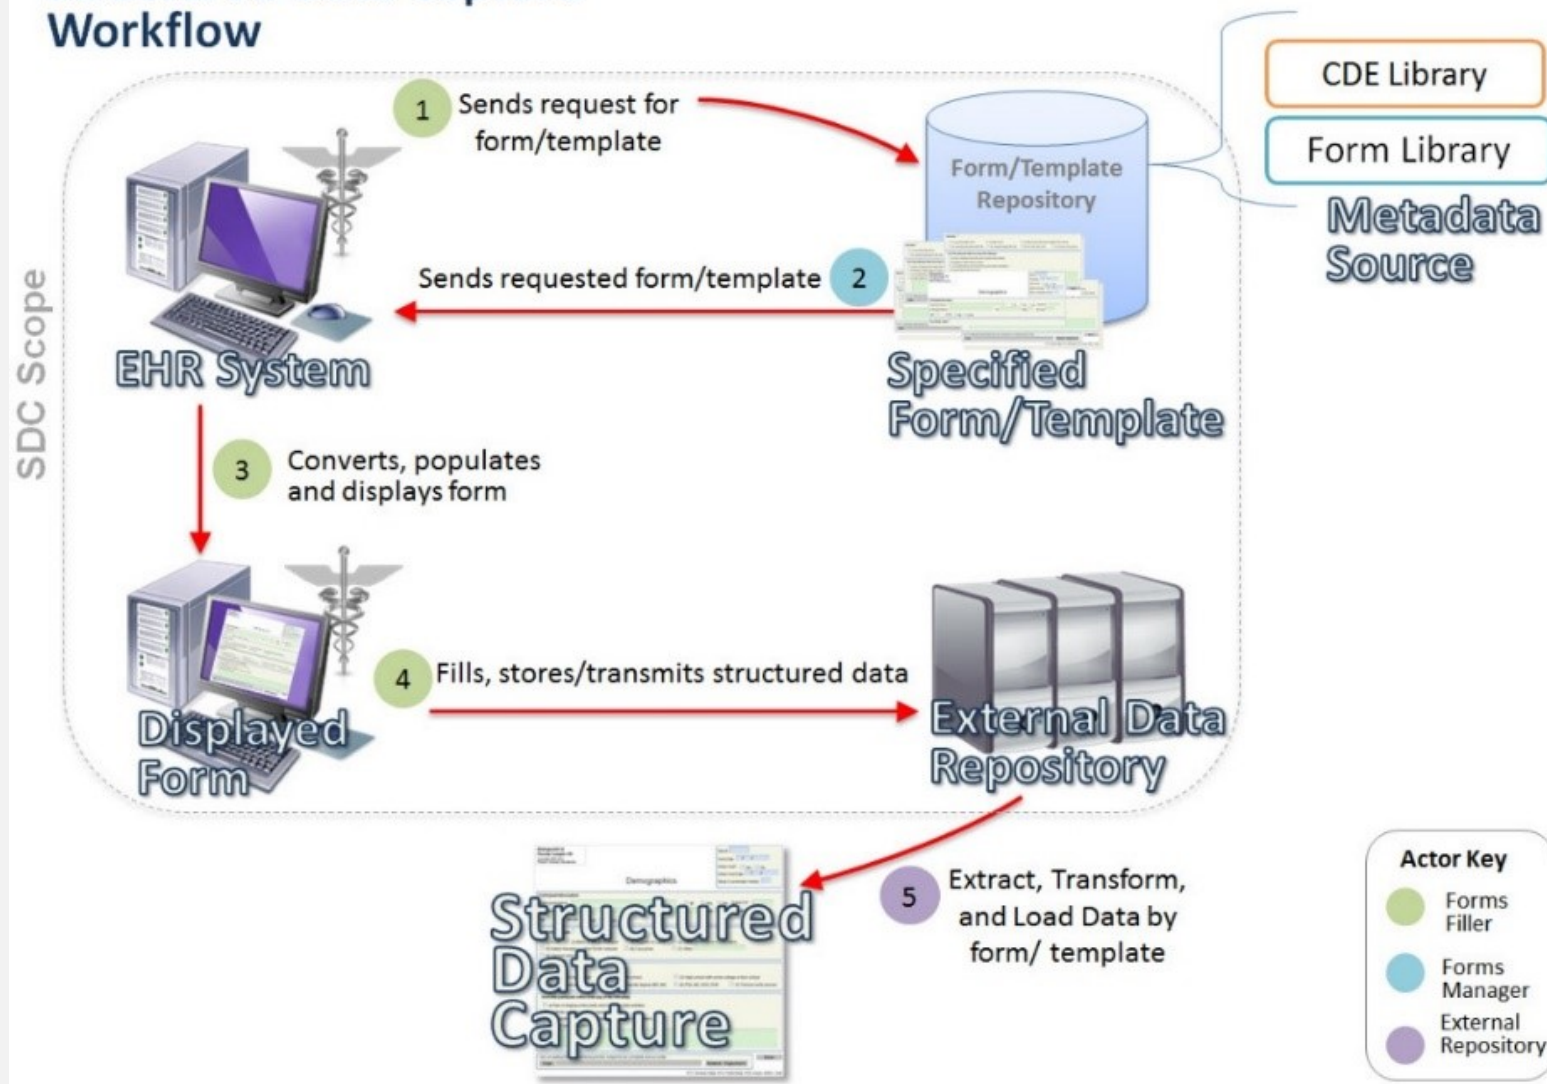 Workflow
SDC Scope
1
Sends request for
form/template
Form/Template
Repository
CDE Library
Form Library
Metadata
Source
Sends requested form/template
2
Demographics
EHR System
Specified
Form/Template
3
Converts, populates
and displays form
4
Fills, stores/transmits structured data
Displayed
Form
External Data
Repository
Demographics
Structured
Data
Capture
5
Extract, Transform,
and Load Data by
form/ template
Actor Key
Forms
Filler
Forms
Manager
External
Repository